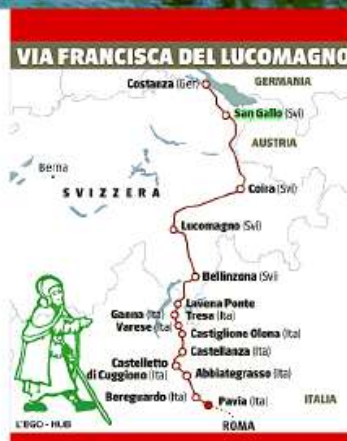 VIA FRANCISCA DEL LUCOMAGNO
Costanza (Ger)
GERMANIA
San Gallo (Svi)
AUSTRIA
Berna
SVIZZERA
Coira (Svi)
Lucomagno (Svi)
Bellinzona (Svi)
Lavena Ponte
Tresa (Ita)
Ganna (Ita)
Varese (Ita)
Castiglione Olona (Ita)
Castellanza (Ita)
Castelletto
di Cuggiono (Ita)
Abbiategrasso (Ita)
Bereguardo (Ita)
Pavia (Ita)
ITALIA
ROMA
L'EGO - HUB